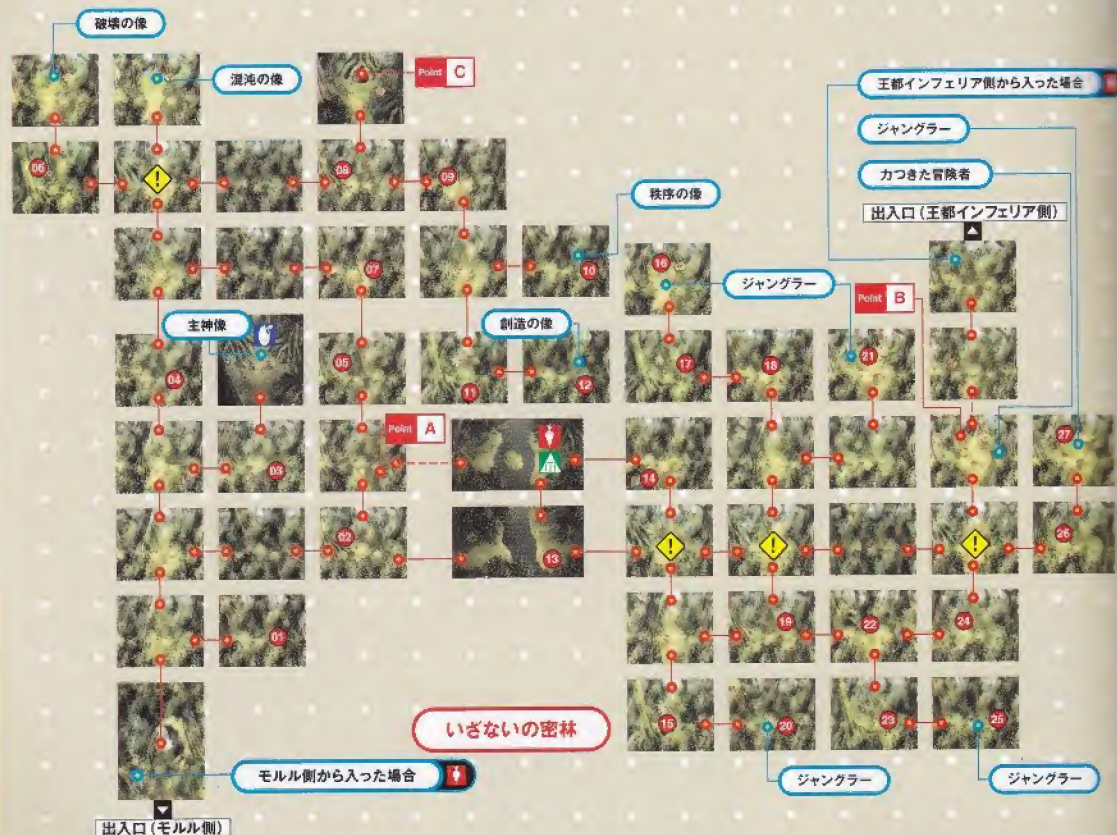 破壊の像
混沌の像
Point C
王都インフェリア側から入った場合
ジャングラー
力つきた冒険者
出入口(王都インフェリア側)
06
!
08
09
秩序の像
07
10
16
ジャングラー
Point B
主神像
創造の像
04
05
11
12
17
18
21
Point A
03
14
27
02
13
!
!
!
26
01
19
22
24
いざないの密林
15
20
23
25
モルル側から入った場合
ジャングラー
ジャングラー
出入口(モルル側)